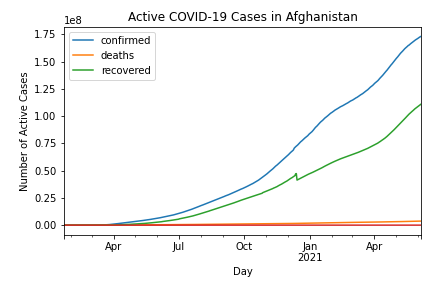 Active COVID-19 Cases in Afghanistan
1e8
confirmed
deaths
recovered
1.75
1.50
1.25
1.00
0.75
0.50
0.25
0.00
Number of Active Cases
Apr Jul Oct Jan Apr
2021
Day